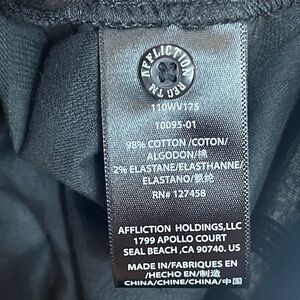 AFFLICTION
REG TM
110WV175
10095-01
98% COTTON /COTON/
ALGODON/棉
2% ELASTANE/ELASTHANNE/
ELASTANO/氨纶
RN# 127458
AFFLICTION HOLDINGS,LLC
1799 APOLLO COURT
SEAL BEACH ,CA 90740. US
MADE IN/FABRIQUES EN
/HECHO EN/制造
CHINA/CHINE/CHINA/中国